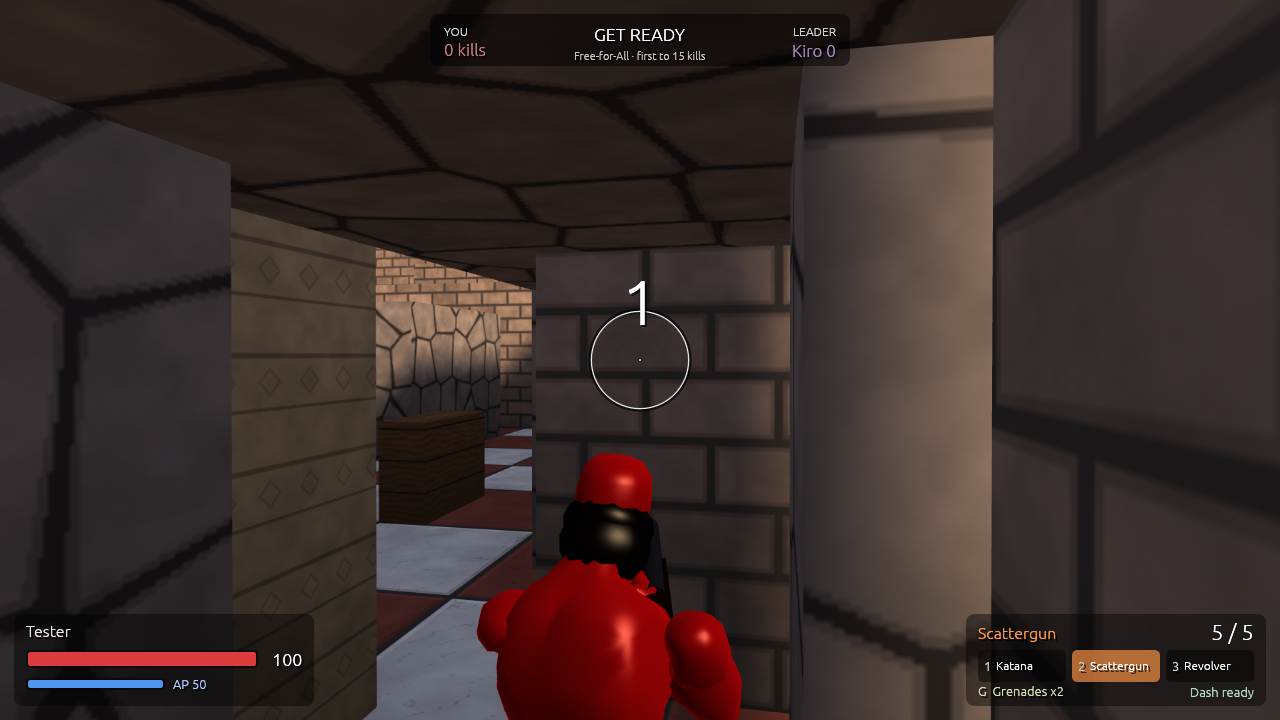 YOU
0 kills
GET READY
Free-for-All · first to 15 kills
LEADER
Kiro 0
1
Tester
100
AP 50
Scattergun
5 / 5
1 Katana
2 Scattergun
3 Revolver
G Grenades x2
Dash ready